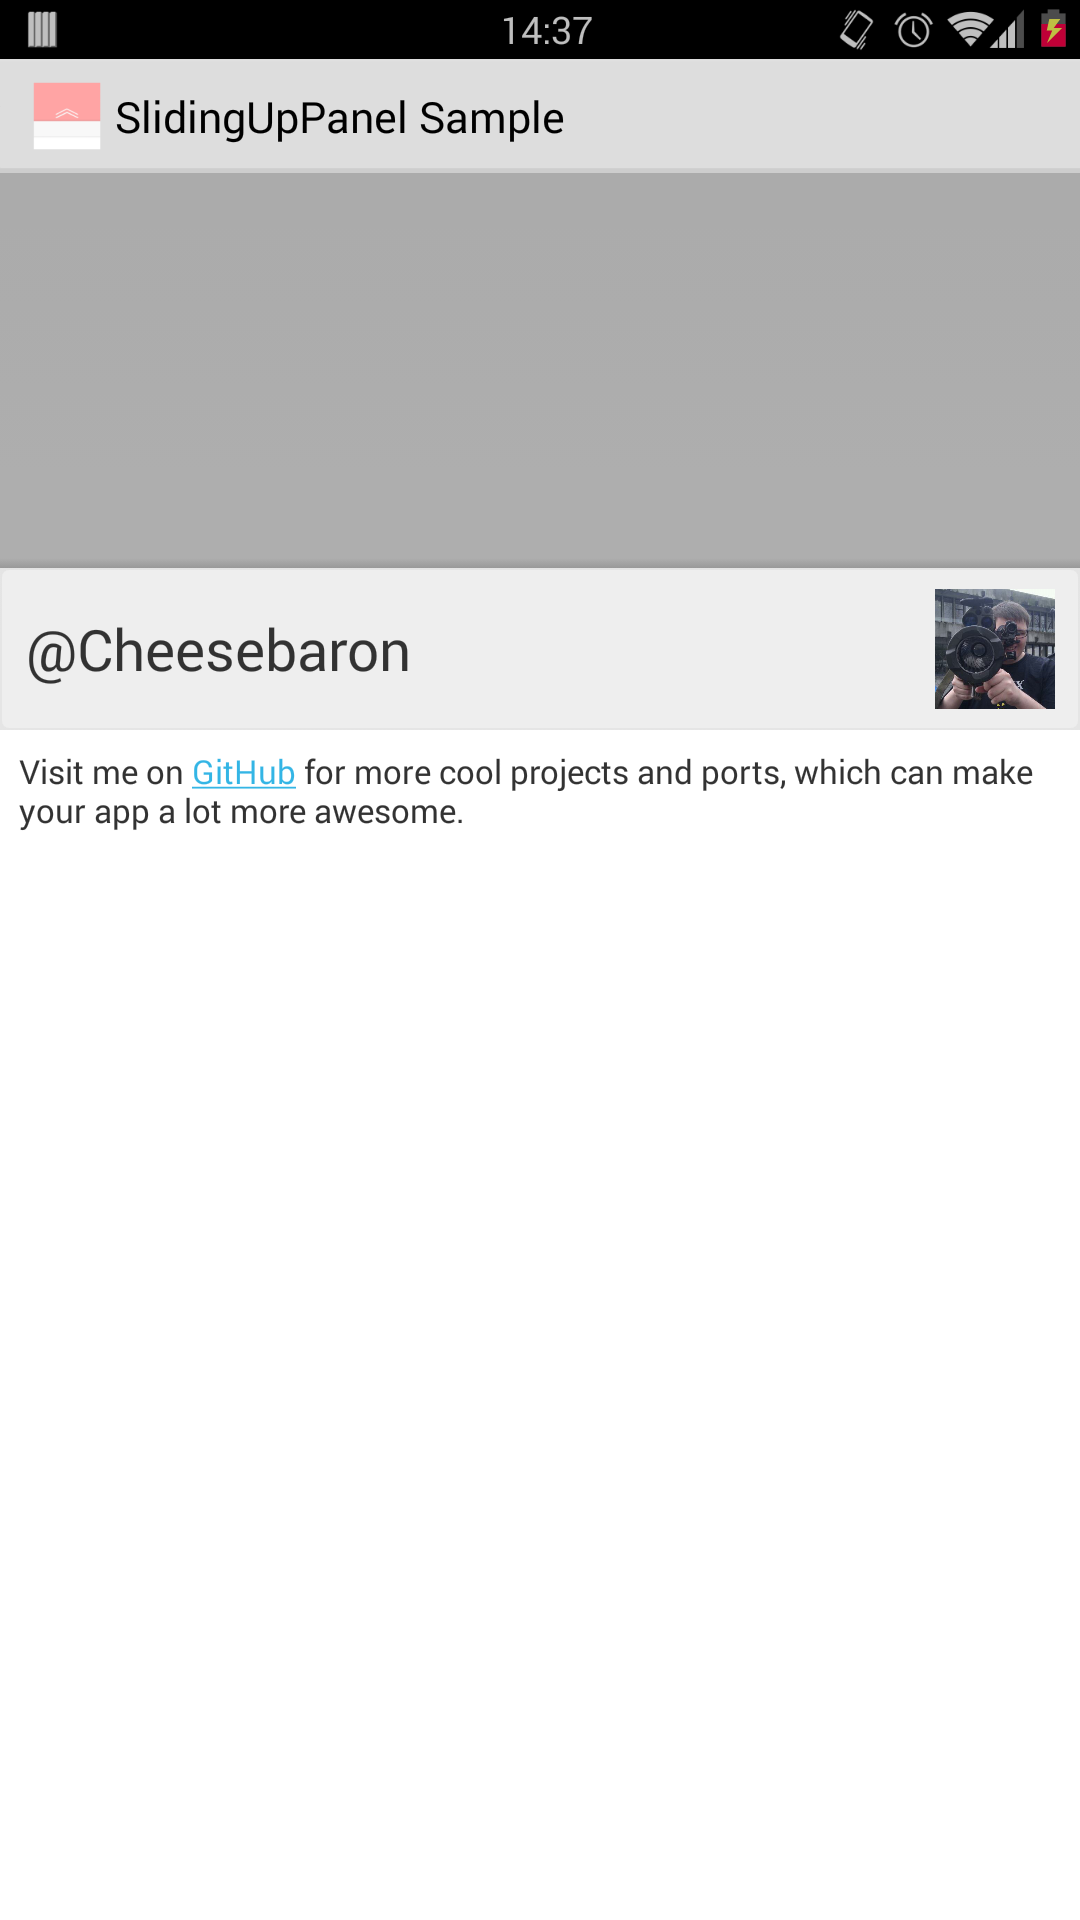 14:37
SlidingUpPanel Sample
@Cheesebaron
Visit me on GitHub for more cool projects and ports, which can make
your app a lot more awesome.